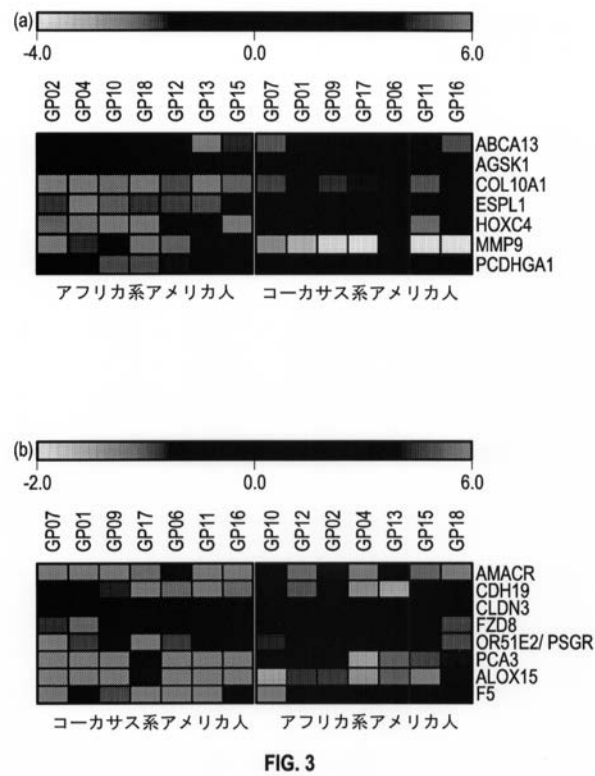 (a)
-4.0 0.0 6.0
GP02 GP04 GP10 GP18 GP12 GP13 GP15 GP07 GP01 GP09 GP17 GP06 GP11 GP16
ABCA13
AGSK1
COL10A1
ESPL1
HOXC4
MMP9
PCDHGA1
アフリカ系アメリカ人 コーカサス系アメリカ人
(b)
-2.0 0.0 6.0
GP07 GP01 GP09 GP17 GP06 GP11 GP16 GP10 GP12 GP02 GP04 GP13 GP15 GP18
AMACR
CDH19
CLDN3
FZD8
OR51E2/ PSGR
PCA3
ALOX15
F5
コーカサス系アメリカ人 アフリカ系アメリカ人
FIG. 3